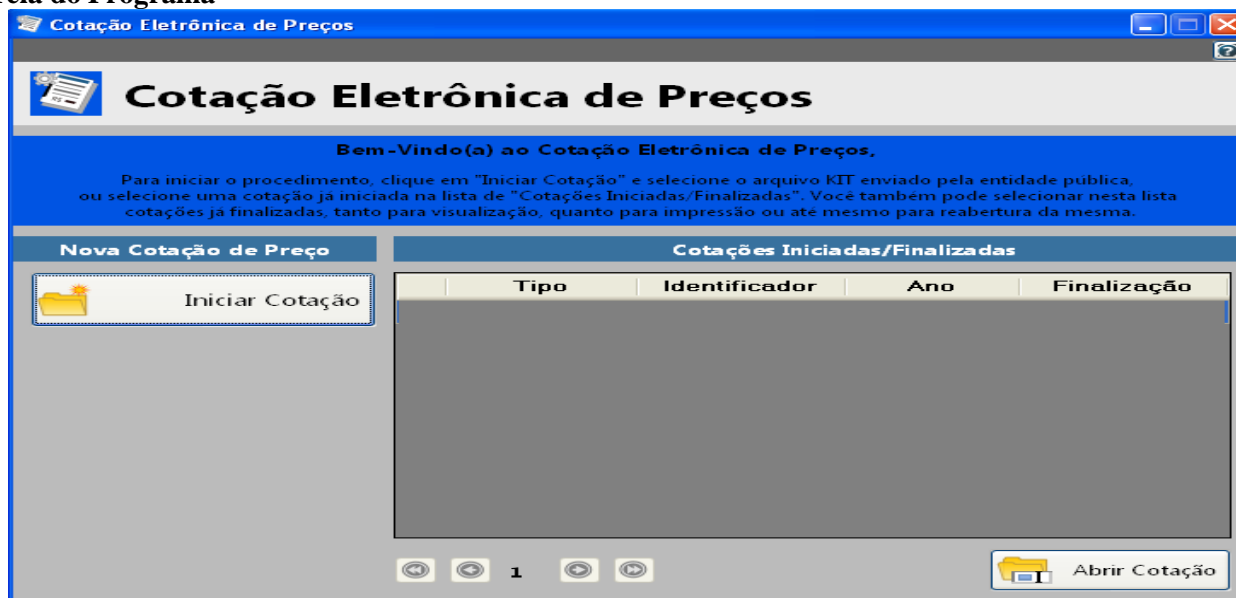 Cotação Eletrônica de Preços
Cotação Eletrônica de Preços
Bem-Vindo(a) ao Cotação Eletrônica de Preços,
Para iniciar o procedimento, clique em "Iniciar Cotação" e selecione o arquivo KIT enviado pela entidade pública,
ou selecione uma cotação já iniciada na lista de "Cotações Iniciadas/Finalizadas". Você também pode selecionar nesta lista
cotações já finalizadas, tanto para visualização, quanto para impressão ou até mesmo para reabertura da mesma.
Nova Cotação de Preço
Cotações Iniciadas/Finalizadas
Iniciar Cotação
Tipo Identificador Ano Finalização
1
Abrir Cotação